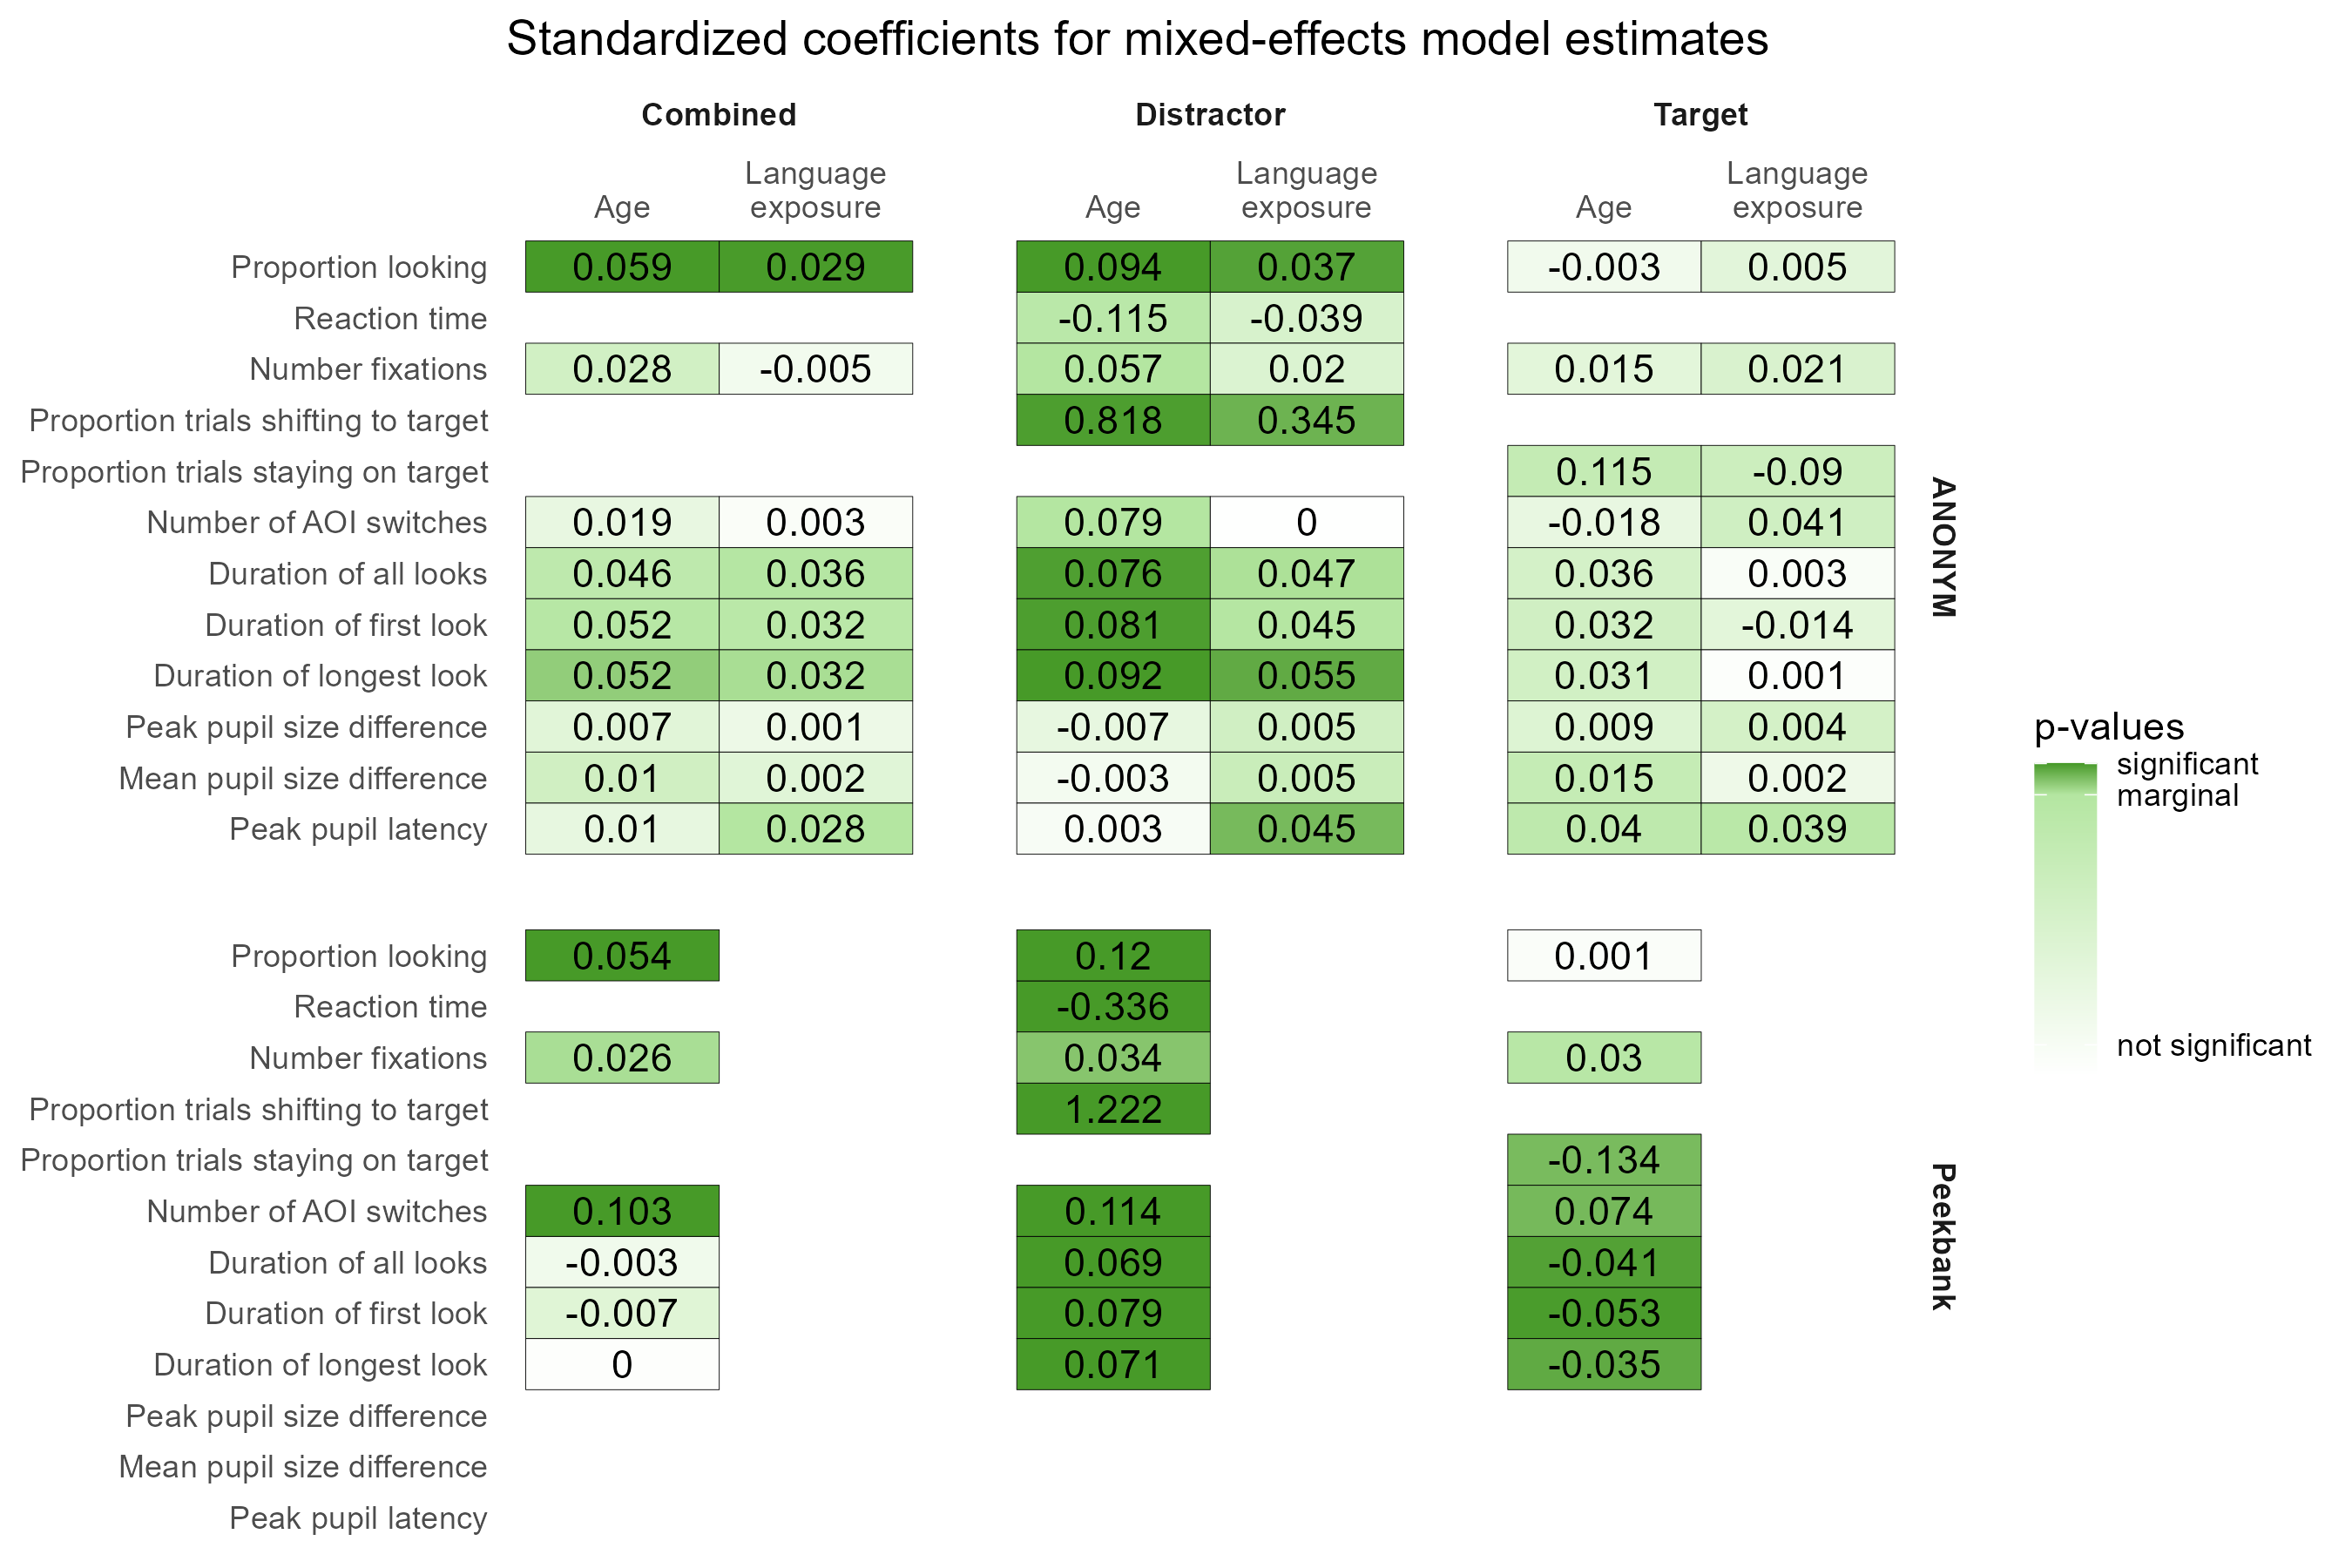 Standardized coefficients for mixed-effects model estimates
Combined Distractor Target
Language Language Language
Age exposure Age exposure Age exposure
Proportion looking 0.059 0.029 0.094 0.037 -0.003 0.005
Reaction time -0.115 -0.039
Number fixations 0.028 -0.005 0.057 0.02 0.015 0.021
Proportion trials shifting to target 0.818 0.345
Proportion trials staying on target 0.115 -0.09
Number of AOI switches 0.019 0.003 0.079 0 -0.018 0.041
Duration of all looks 0.046 0.036 0.076 0.047 0.036 0.003
Duration of first look 0.052 0.032 0.081 0.045 0.032 -0.014
Duration of longest look 0.052 0.032 0.092 0.055 0.031 0.001
Peak pupil size difference 0.007 0.001 -0.007 0.005 0.009 0.004
Mean pupil size difference 0.01 0.002 -0.003 0.005 0.015 0.002
Peak pupil latency 0.01 0.028 0.003 0.045 0.04 0.039
ANONYM
Proportion looking 0.054 0.12 0.001
Reaction time -0.336
Number fixations 0.026 0.034 0.03
Proportion trials shifting to target 1.222
Proportion trials staying on target -0.134
Number of AOI switches 0.103 0.114 0.074
Duration of all looks -0.003 0.069 -0.041
Duration of first look -0.007 0.079 -0.053
Duration of longest look 0 0.071 -0.035
Peak pupil size difference
Mean pupil size difference
Peak pupil latency
Peekbank
p-values
significant
marginal
not significant